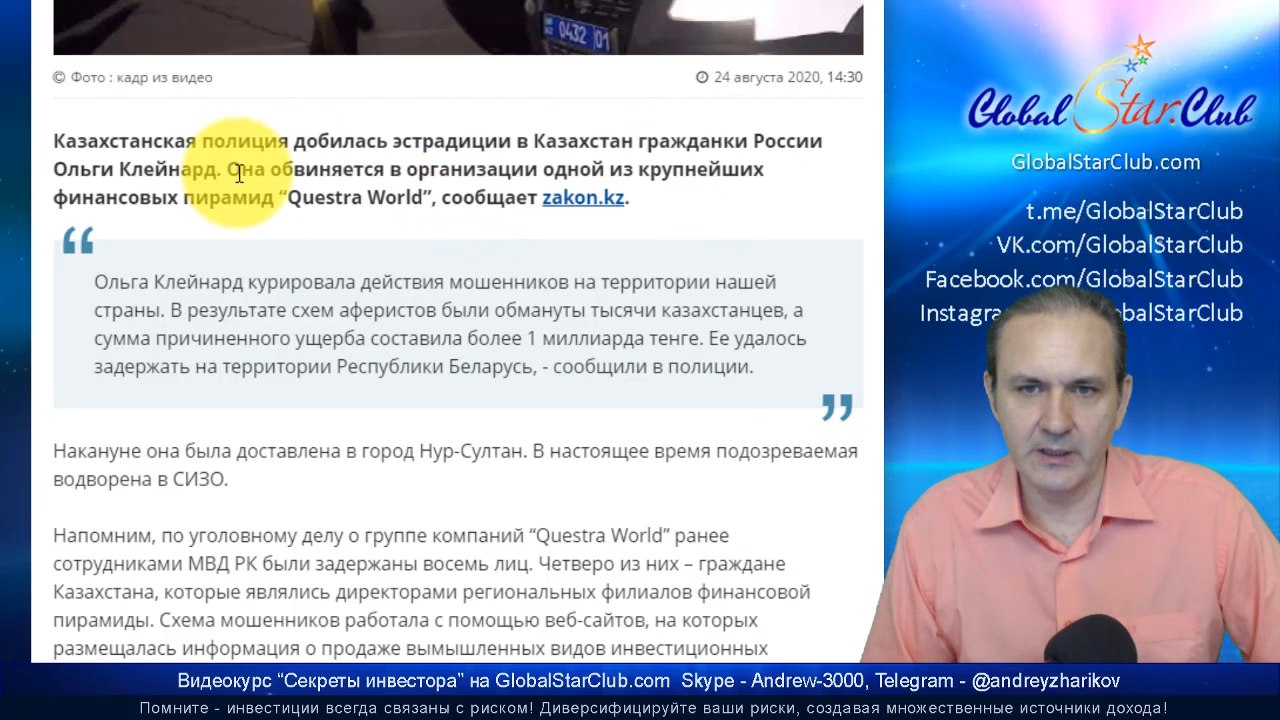 0432 01
© Фото : кадр из видео
24 августа 2020, 14:30
Казахстанская полиция добилась эстрадиции в Казахстан гражданки России
Ольги Клейнард. Она обвиняется в организации одной из крупнейших
финансовых пирамид “Questra World”, сообщает zakon.kz.
“
Ольга Клейнард курировала действия мошенников на территории нашей
страны. В результате схем аферистов были обмануты тысячи казахстанцев, а
сумма причиненного ущерба составила более 1 миллиарда тенге. Ее удалось
задержать на территории Республики Беларусь, - сообщили в полиции.
”
Накануне она была доставлена в город Нур-Султан. В настоящее время подозреваемая
водворена в СИЗО.
Напомним, по уголовному делу о группе компаний “Questra World” ранее
сотрудниками МВД РК были задержаны восемь лиц. Четверо из них – граждане
Казахстана, которые являлись директорами региональных филиалов финансовой
пирамиды. Схема мошенников работала с помощью веб-сайтов, на которых
размещалась информация о продаже вымышленных видов инвестиционных
Global Star.Club
GlobalStarClub.com
t.me/GlobalStarClub
VK.com/GlobalStarClub
Facebook.com/GlobalStarClub
Instagra balStarClub
Видеокурс “Секреты инвестора” на GlobalStarClub.com Skype - Andrew-3000, Telegram - @andreyzharikov
Помните - инвестиции всегда связаны с риском! Диверсифицируйте ваши риски, создавая множественные источники дохода!